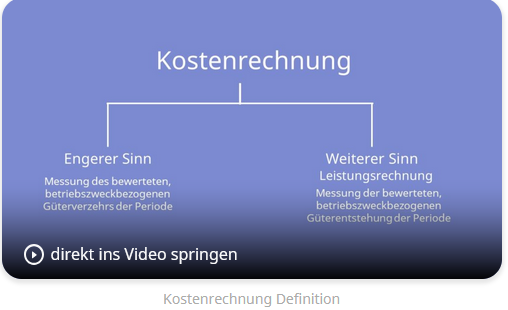 Kostenrechnung
Engerer Sinn
Messung des bewerteten,
betriebszweckbezogenen
Güterverzehrs der Periode
Weiterer Sinn
Leistungsrechnung
Messung der bewerteten,
betriebszweckbezogenen
Güterentstehung der Periode
direkt ins Video springen
Kostenrechnung Definition